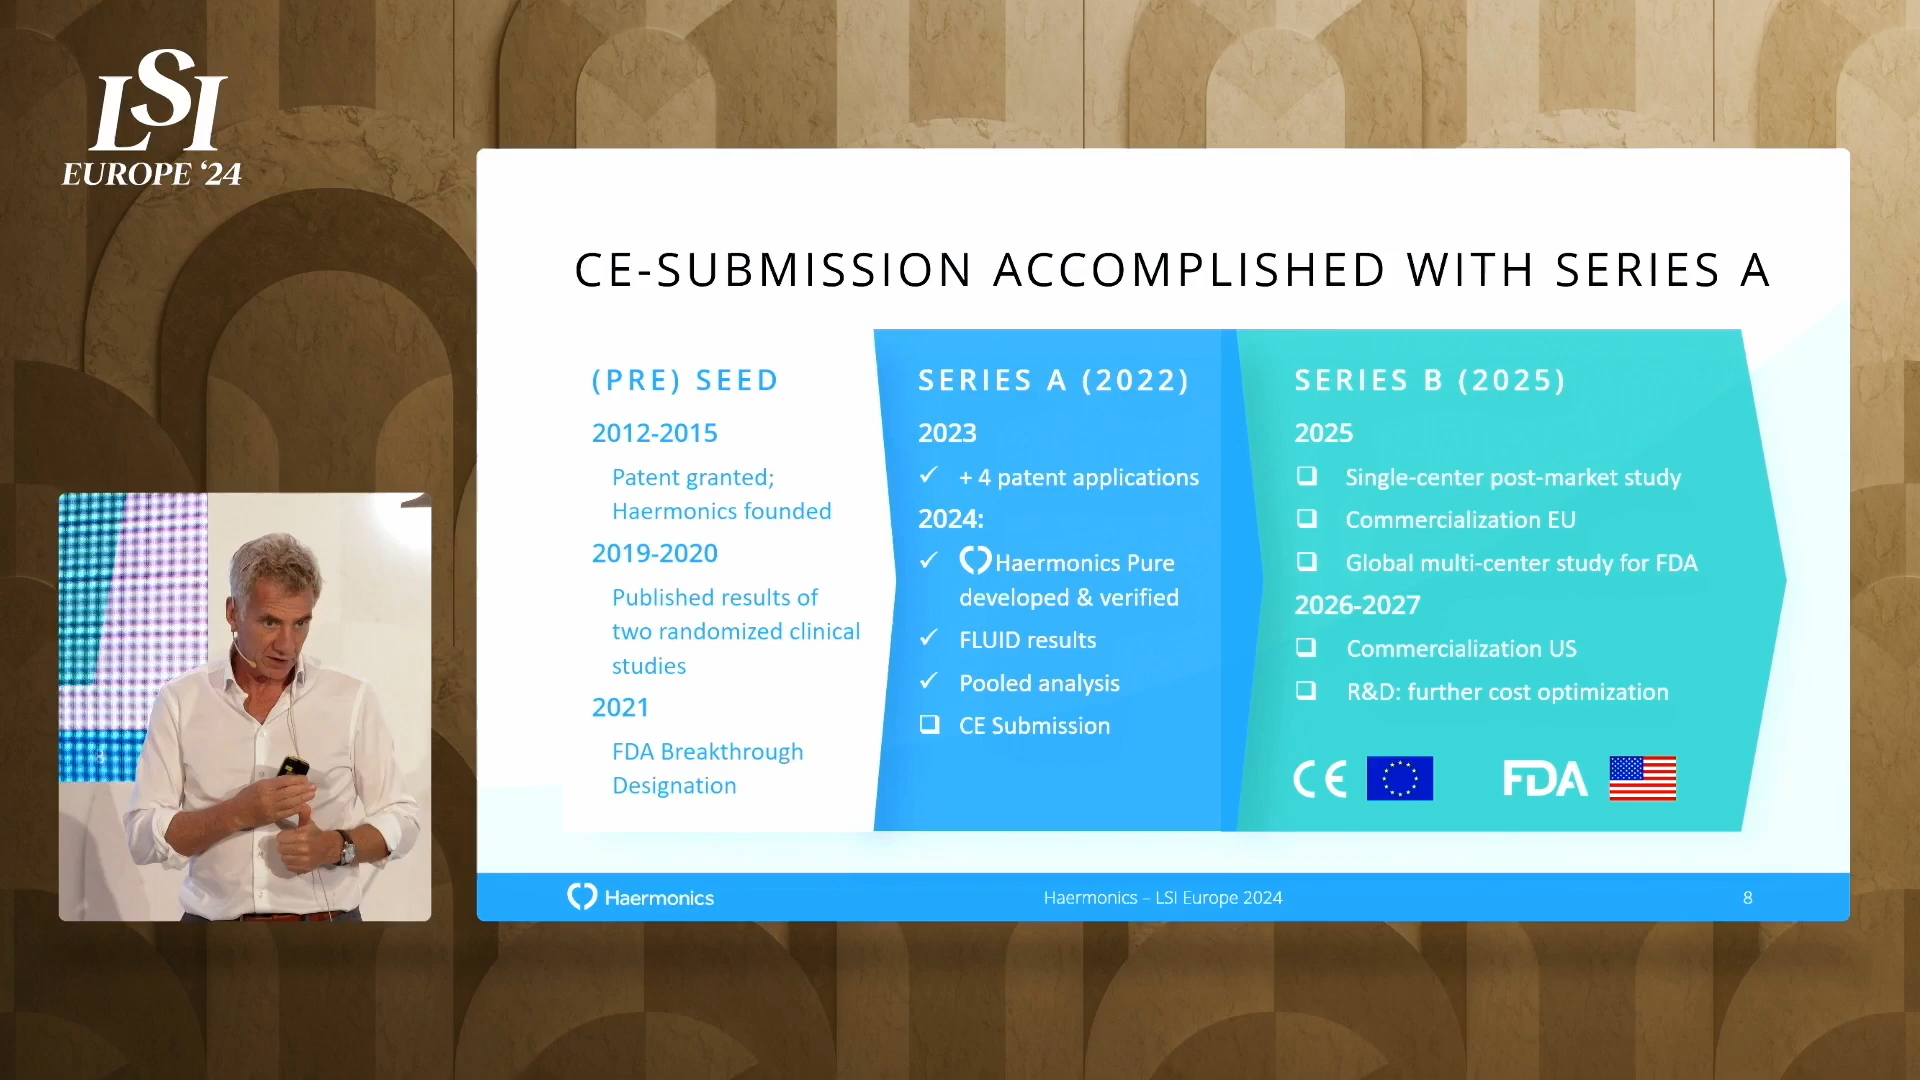 LSI
EUROPE '24
CE-SUBMISSION ACCOMPLISHED WITH SERIES A
(PRE) SEED
2012-2015
Patent granted;
Haermonics founded
2019-2020
Published results of
two randomized clinical
studies
2021
FDA Breakthrough
Designation
SERIES A (2022)
2023
✓ + 4 patent applications
2024:
✓ Haermonics Pure
developed & verified
✓ FLUID results
✓ Pooled analysis
❑ CE Submission
SERIES B (2025)
2025
❑ Single-center post-market study
❑ Commercialization EU
❑ Global multi-center study for FDA
2026-2027
❑ Commercialization US
❑ R&D: further cost optimization
CE FDA
Haermonics
Haermonics – LSI Europe 2024
8